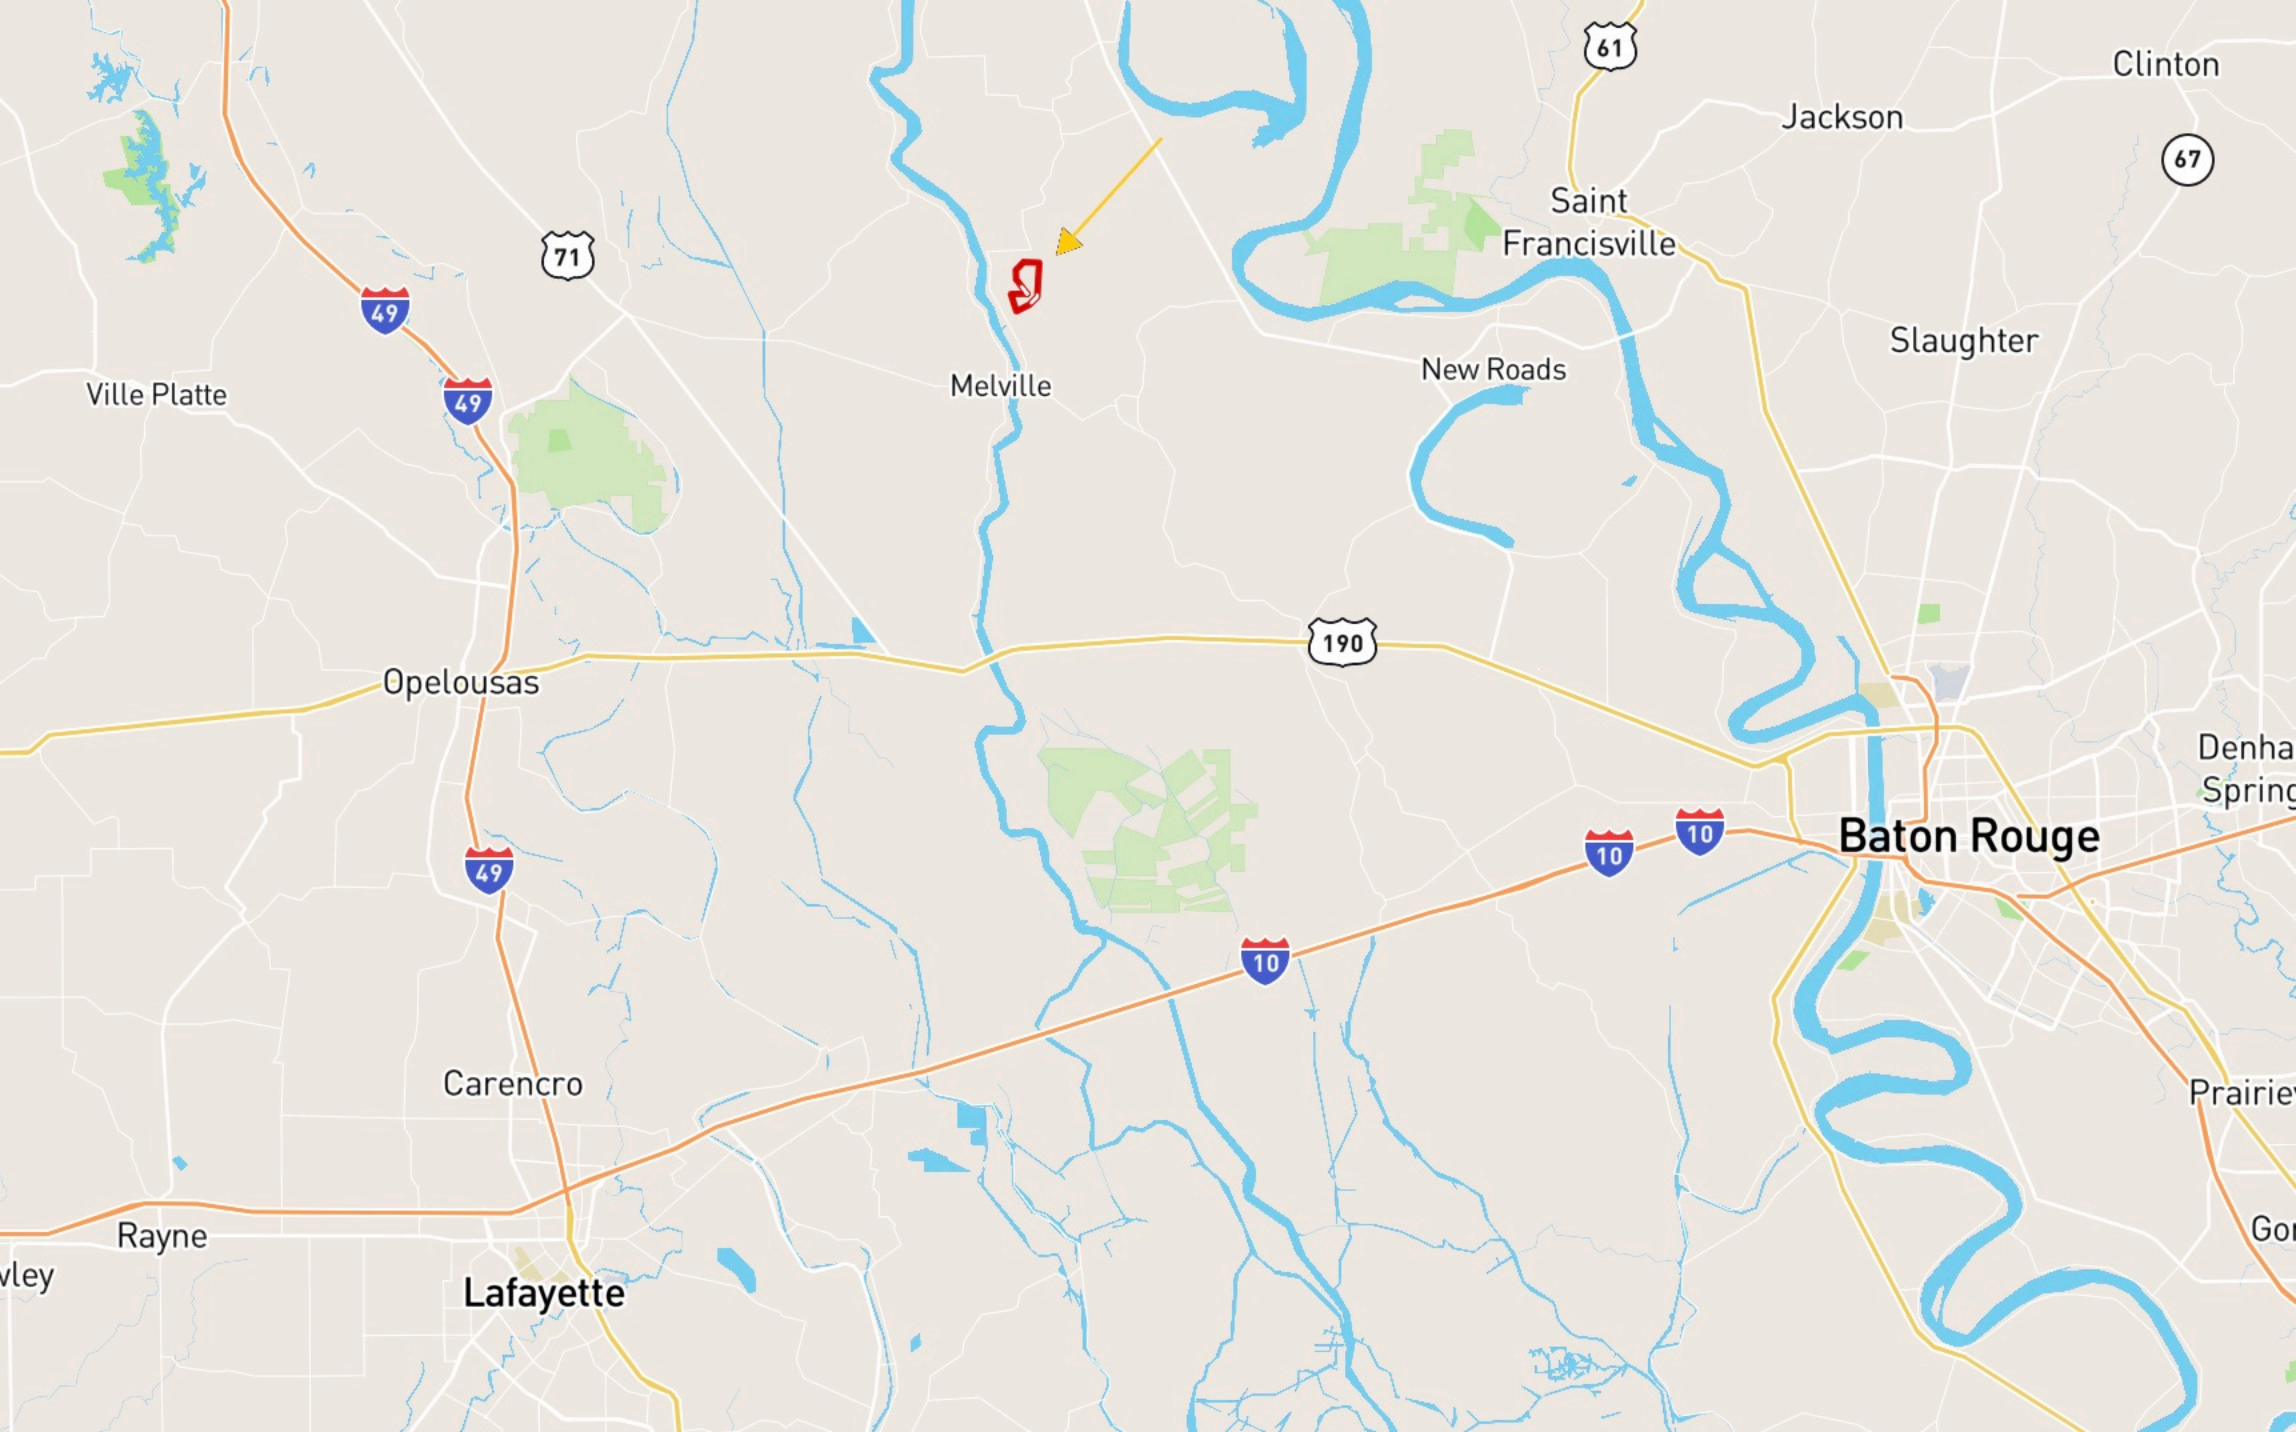 61
Clinton
Jackson
67
Saint
Francisville
71
49
Slaughter
New Roads
Melville
Ville Platte
49
190
Opelousas
Denha
Spring
10
Baton Rouge
10
49
10
Carencro
Prairie
Rayne
Gon
wley
Lafayette